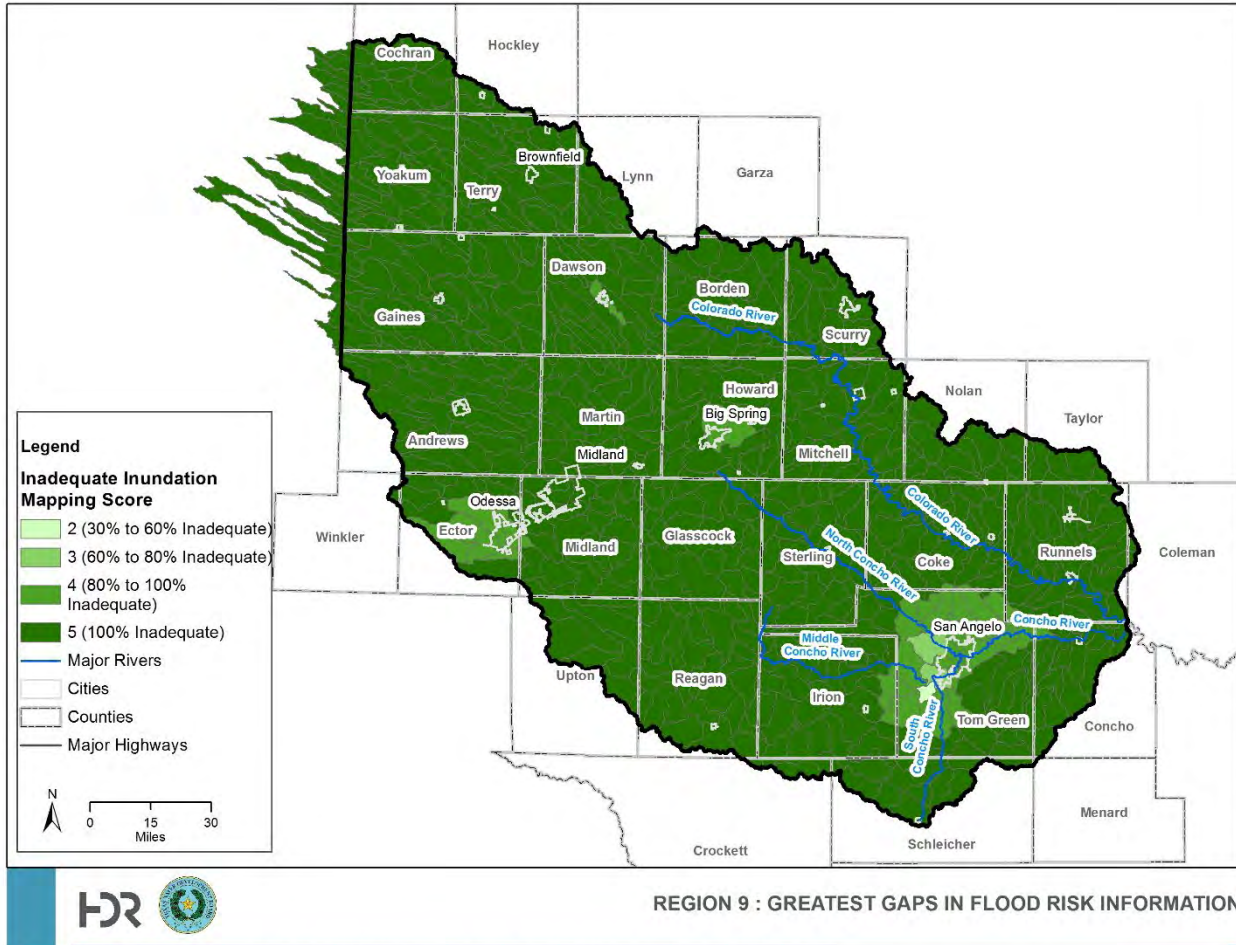 Hockley
Cochran
Brownfield
Lynn
Garza
Yoakum
Terry
Dawson
Borden
Colorado River
Gaines
Scurry
Howard
Nolan
Taylor
Big Spring
Martin
Andrews
Midland
Mitchell
Odessa
Ector
Winkler
Midland
Glasscock
Sterling
North Concho River
Colorado River
Coke
Runnels
Coleman
San Angelo
Concho River
Middle
Concho River
Upton
Reagan
Irion
South
Concho River
Tom Green
Concho
Menard
Schleicher
Crockett
Legend
Inadequate Inundation
Mapping Score
2 (30% to 60% Inadequate)
3 (60% to 80% Inadequate)
4 (80% to 100%
Inadequate)
5 (100% Inadequate)
Major Rivers
Cities
Counties
Major Highways
N
0 15 30
Miles
HDR
REGION 9 : GREATEST GAPS IN FLOOD RISK INFORMATION